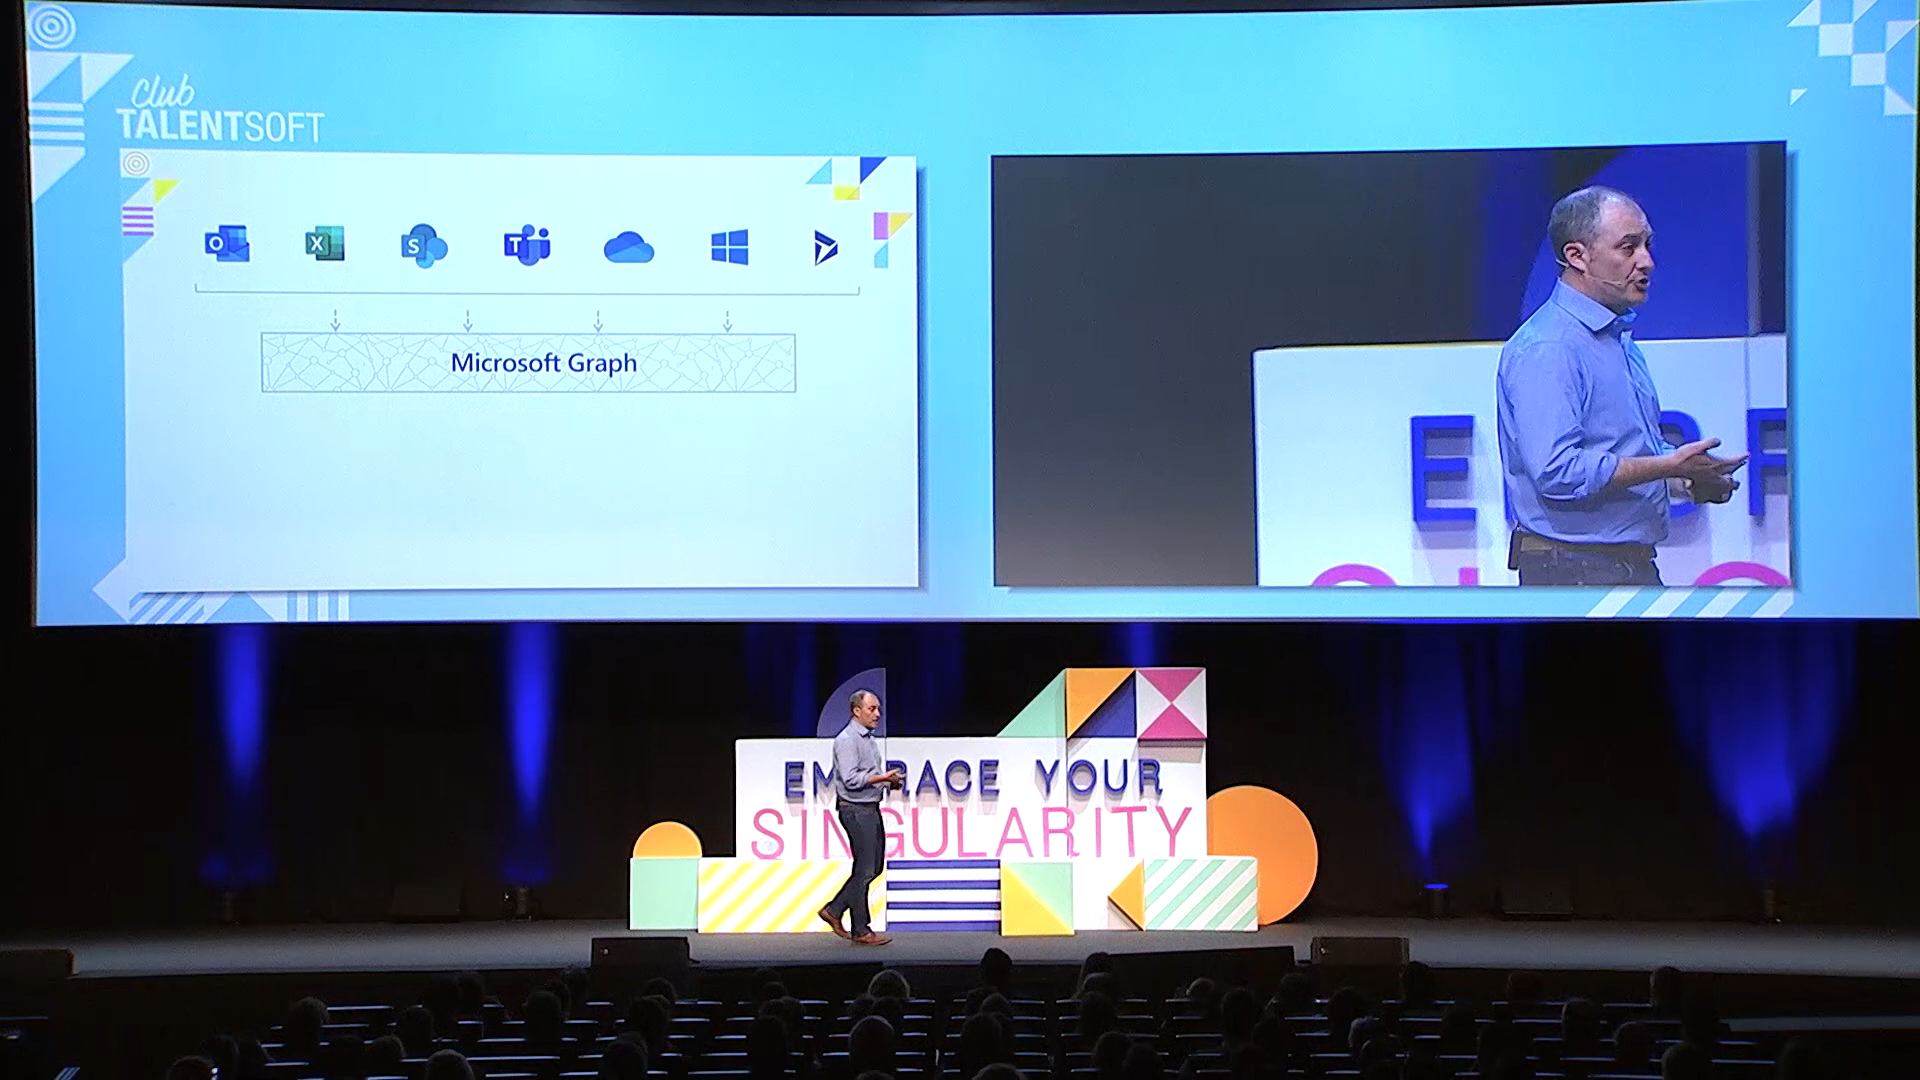 Club
TALENTSOFT
O
X
S
T
Microsoft Graph
EMBRACE YOUR
SINGULARITY